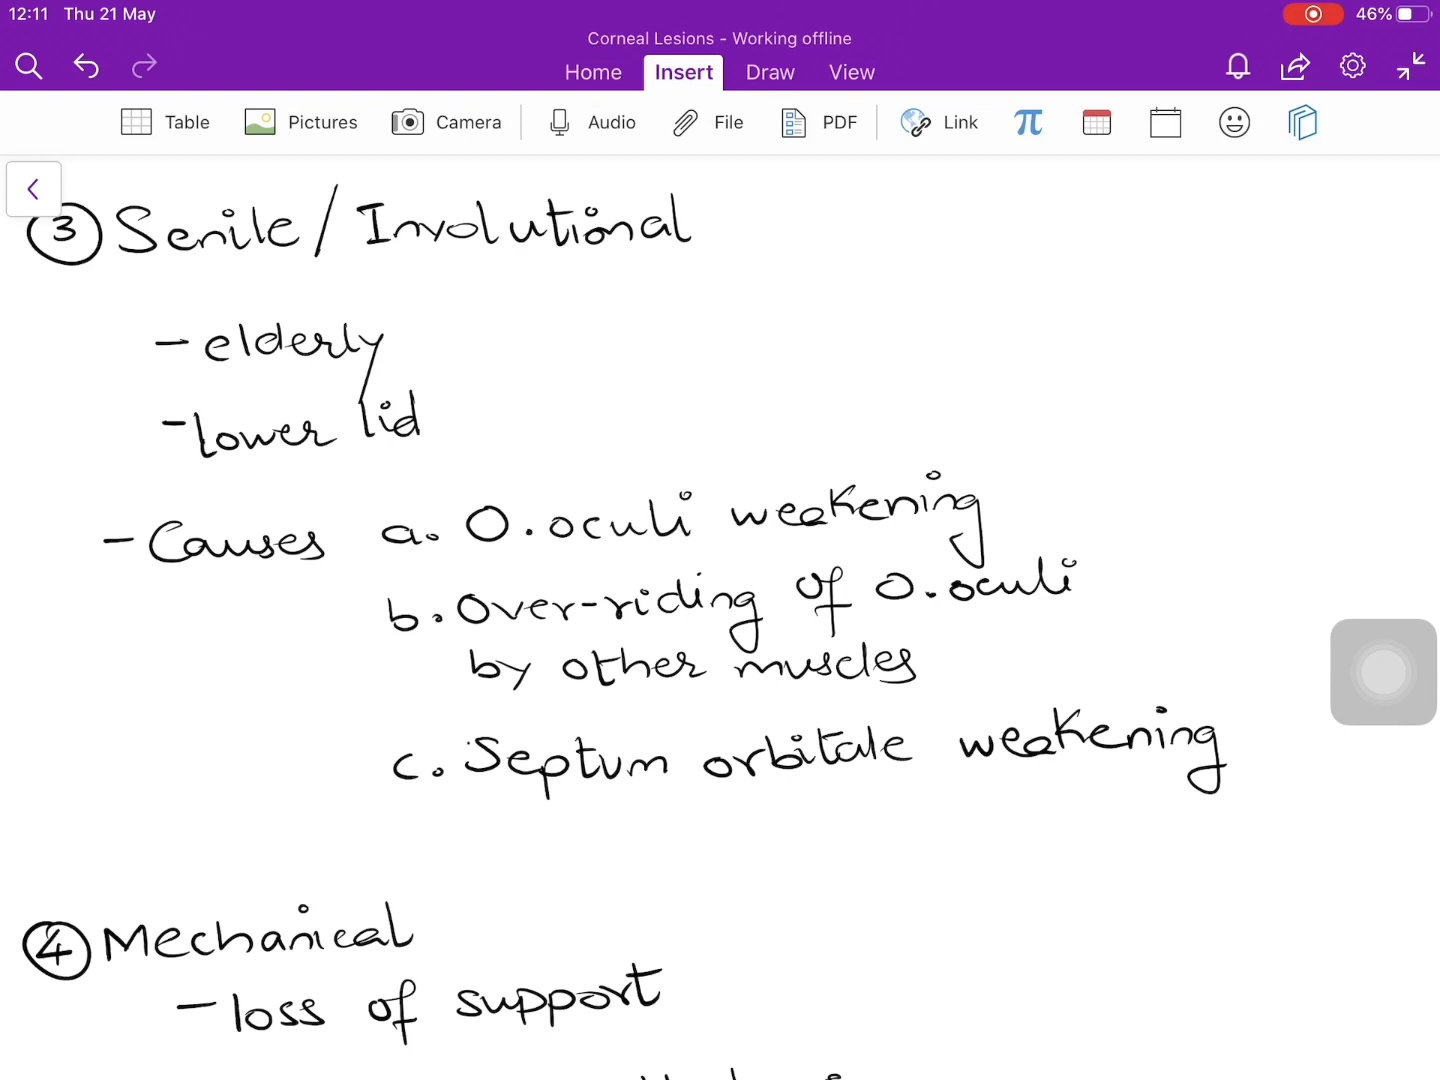 12:11 Thu 21 May
46%
Corneal Lesions - Working offline
Home Insert Draw View
Table Pictures Camera Audio File PDF Link π
③ Senile / Involutional
- elderly
- lower lid
- Causes a. O. oculi weakening
b. Over-riding of O. oculi
by other muscles
c. Septum orbitale weakening
④ Mechanical
- loss of support